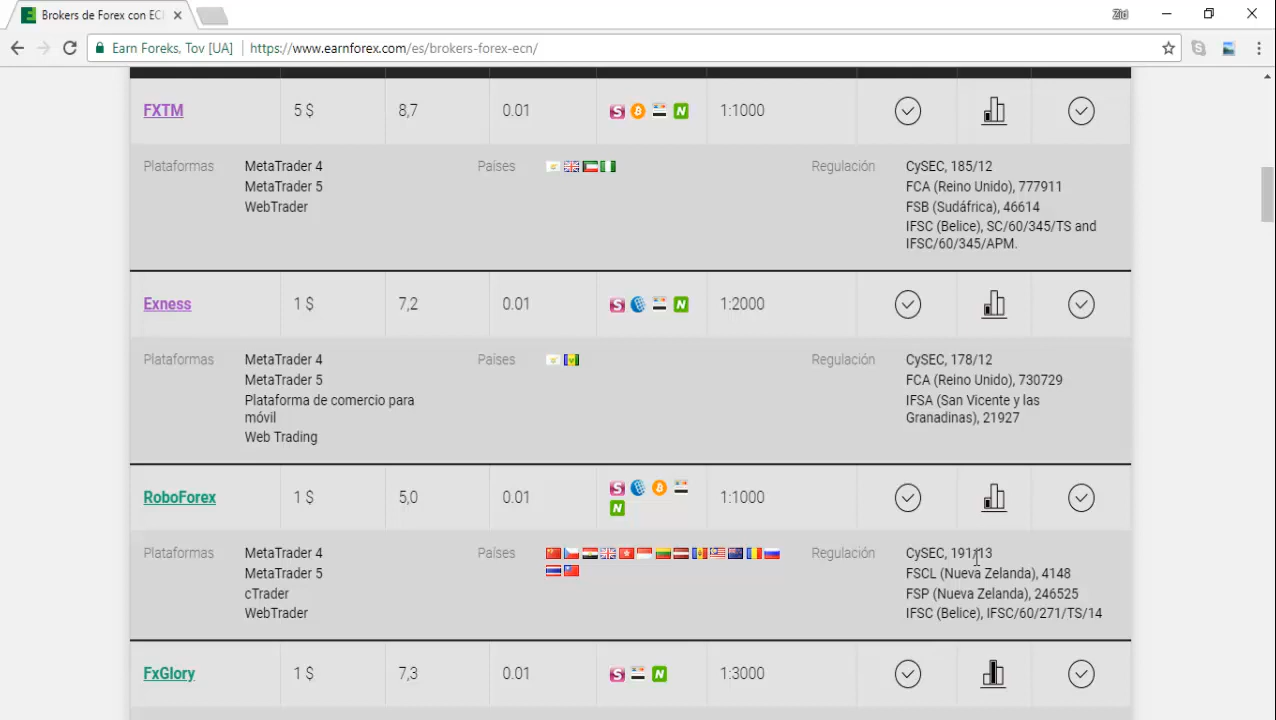 Brokers de Forex con EC
Zid
Earn Foreks, Tov [UA] https://www.earnforex.com/es/brokers-forex-ecn/
FXTM 5 $ 8,7 0.01 1:1000
Plataformas MetaTrader 4 Países Regulación CySEC, 185/12
MetaTrader 5 FCA (Reino Unido), 777911
WebTrader FSB (Sudáfrica), 46614
IFSC (Belice), SC/60/345/TS and
IFSC/60/345/APM.
Exness 1 $ 7,2 0.01 1:2000
Plataformas MetaTrader 4 Países Regulación CySEC, 178/12
MetaTrader 5 FCA (Reino Unido), 730729
Plataforma de comercio para IFSA (San Vicente y las
móvil Granadinas), 21927
Web Trading
RoboForex 1 $ 5,0 0.01 1:1000
Plataformas MetaTrader 4 Países Regulación CySEC, 191/13
MetaTrader 5 FSCL (Nueva Zelanda), 4148
cTrader FSP (Nueva Zelanda), 246525
WebTrader IFSC (Belice), IFSC/60/271/TS/14
FxGlory 1 $ 7,3 0.01 1:3000